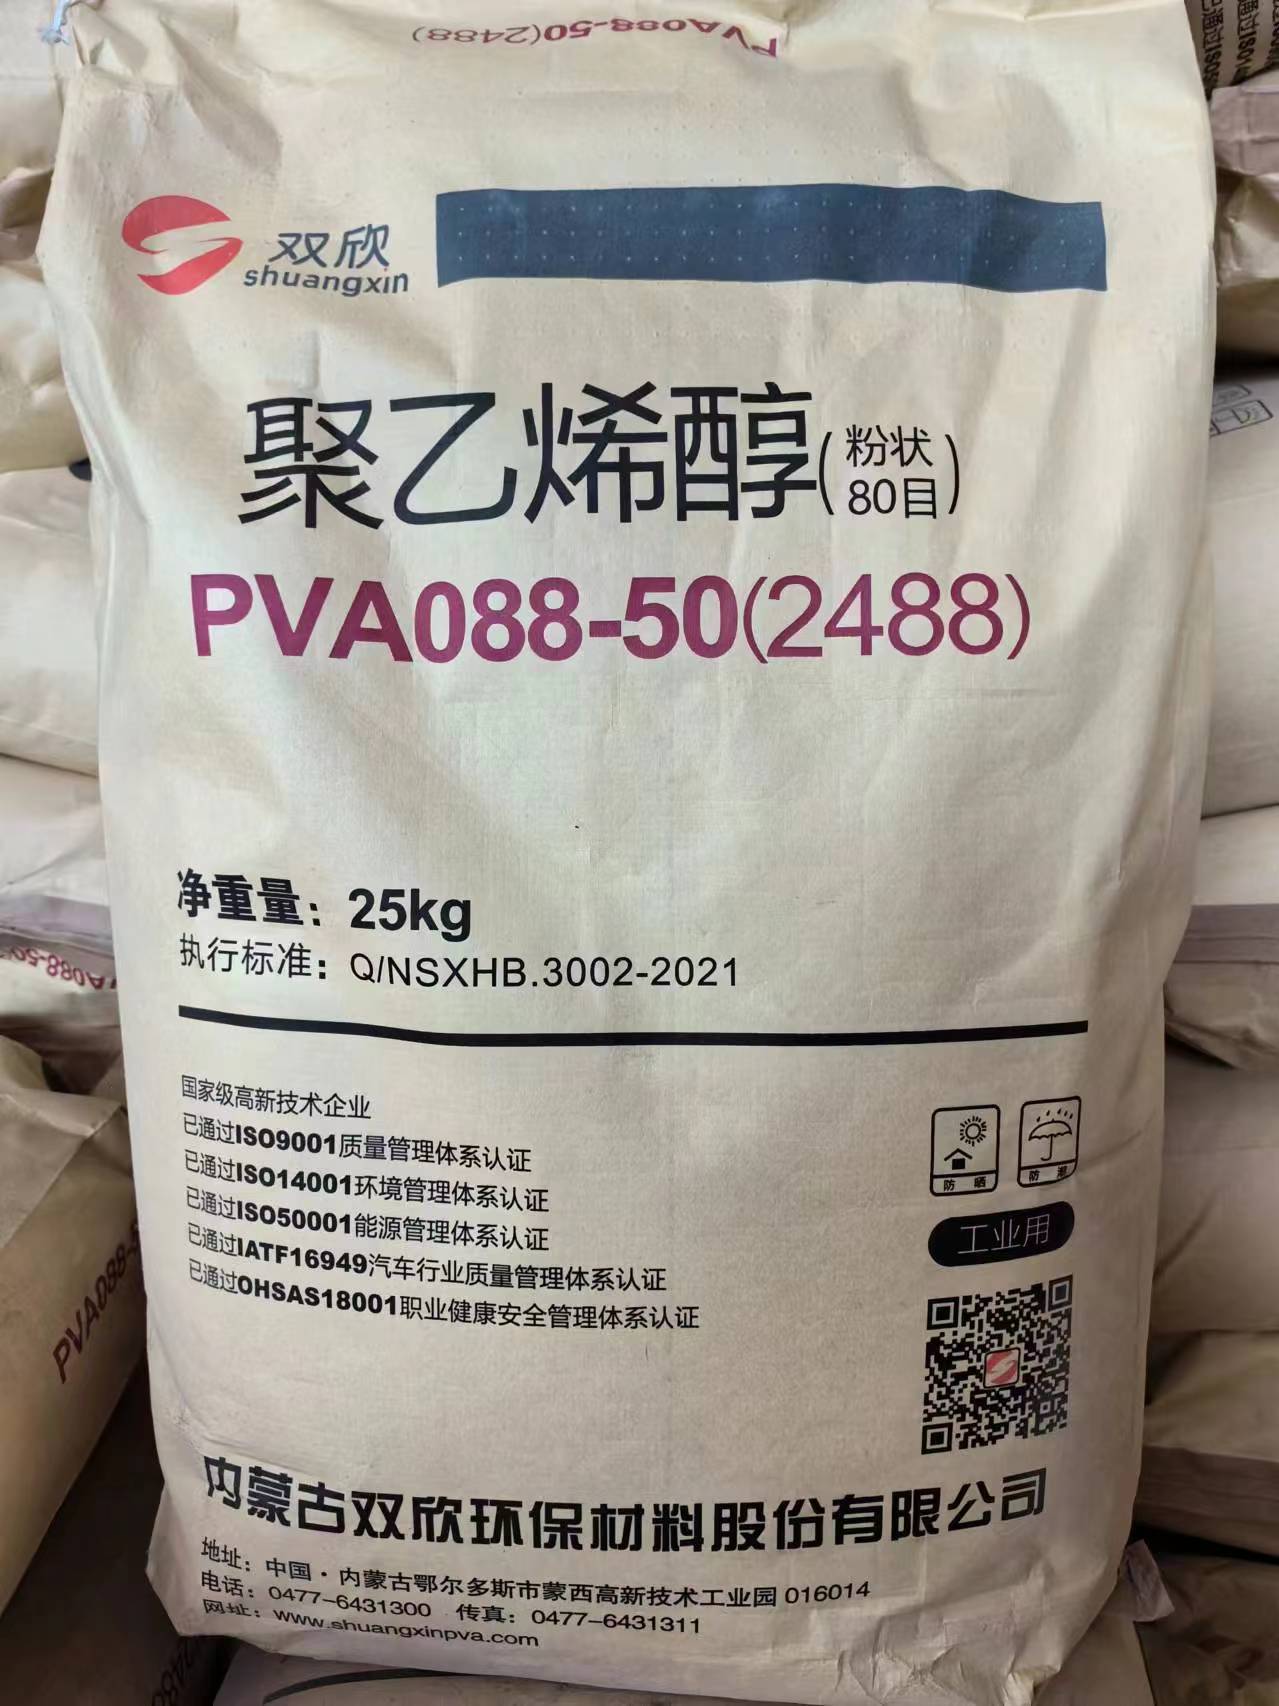 PVA088-50(2488)
双欣
shuangxin
聚乙烯醇(粉状80目)
PVA088-50(2488)
净重量：25kg
执行标准：Q/NSXHB.3002-2021
国家级高新技术企业
已通过ISO9001质量管理体系认证
已通过ISO14001环境管理体系认证
已通过ISO50001能源管理体系认证
已通过IATF16949汽车行业质量管理体系认证
已通过OHSAS18001职业健康安全管理体系认证
防晒
防潮
工业用
内蒙古双欣环保材料股份有限公司
地址：中国·内蒙古鄂尔多斯市蒙西高新技术工业园 016014
电话：0477-6431300 传真：0477-6431311
网址：www.shuangxinpva.com
PVA088-50
PVA088-